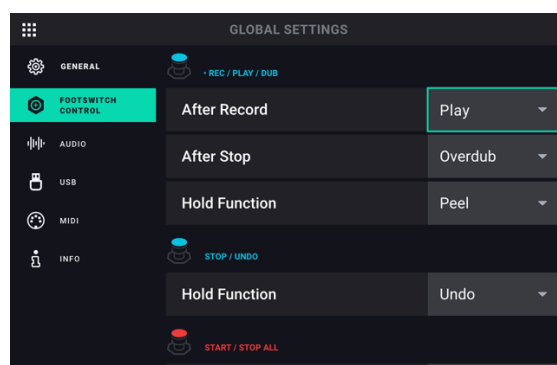 GLOBAL SETTINGS
GENERAL
FOOTSWITCH
CONTROL
AUDIO
USB
MIDI
INFO
• REC / PLAY / DUB
After Record Play
After Stop Overdub
Hold Function Peel
STOP / UNDO
Hold Function Undo
START / STOP ALL